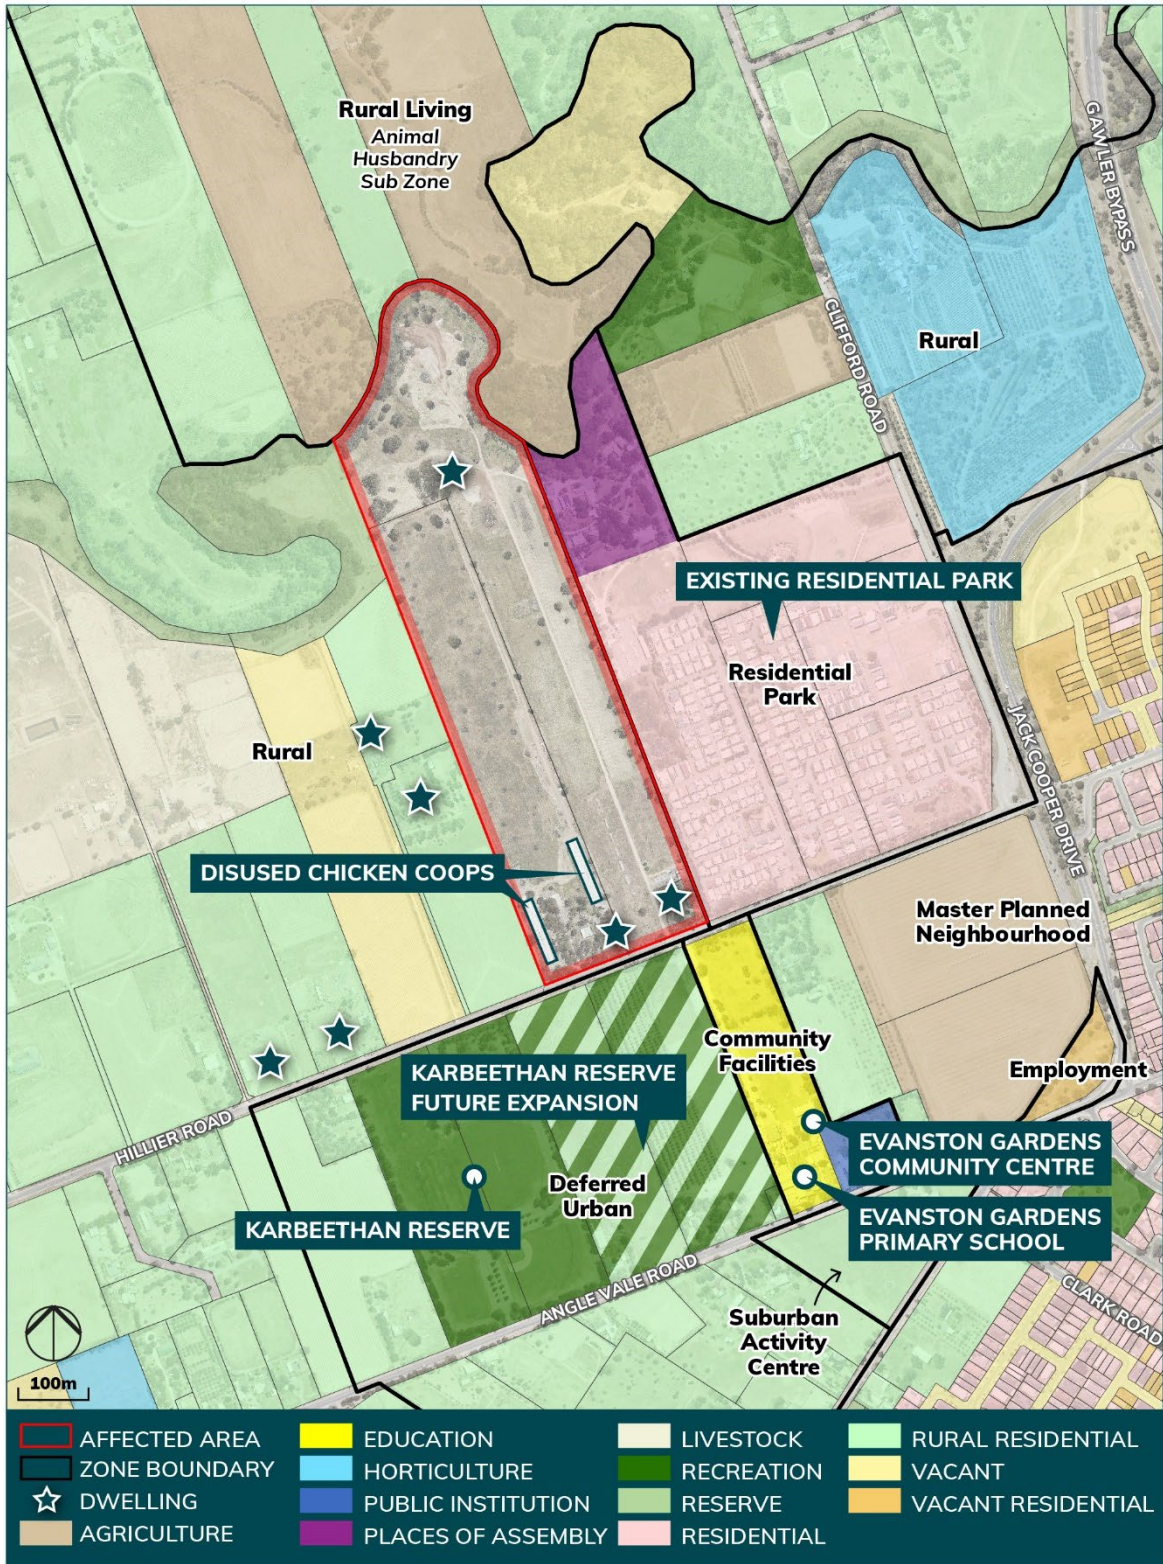 Rural Living
Animal
Husbandry
Sub Zone
GAWLER BYPASS
CLIFFORD ROAD
Rural
EXISTING RESIDENTIAL PARK
Residential
Park
Rural
JACK COOPER DRIVE
DISUSED CHICKEN COOPS
Master Planned
Neighbourhood
Community
Facilities
Employment
KARBEETHAN RESERVE
FUTURE EXPANSION
HILLIER ROAD
EVANSTON GARDENS
COMMUNITY CENTRE
Deferred
Urban
KARBEETHAN RESERVE
EVANSTON GARDENS
PRIMARY SCHOOL
ANGLE VALE ROAD
CLARK ROAD
Suburban
Activity
Centre
100m
AFFECTED AREA
ZONE BOUNDARY
DWELLING
AGRICULTURE
EDUCATION
HORTICULTURE
PUBLIC INSTITUTION
PLACES OF ASSEMBLY
LIVESTOCK
RECREATION
RESERVE
RESIDENTIAL
RURAL RESIDENTIAL
VACANT
VACANT RESIDENTIAL